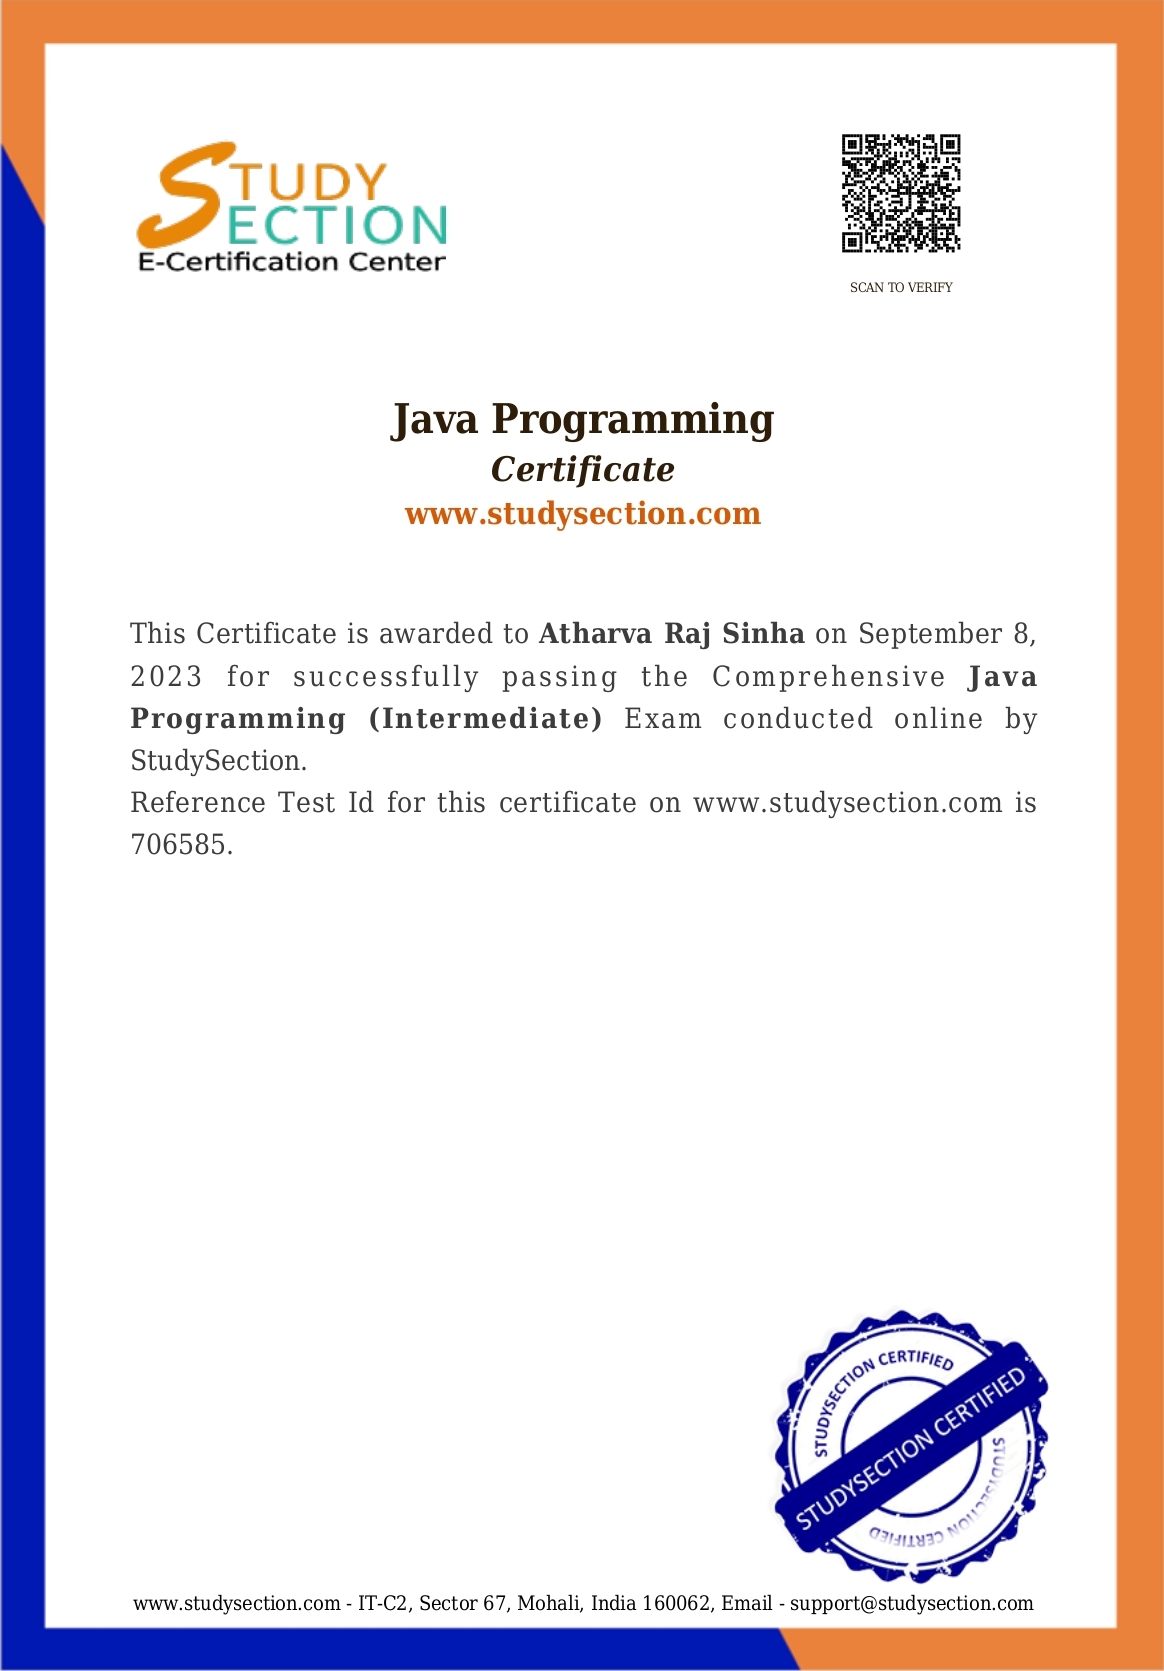 STUDY
SECTION
E-Certification Center
SCAN TO VERIFY
Java Programming
Certificate
www.studysection.com
This Certificate is awarded to Atharva Raj Sinha on September 8,
2023 for successfully passing the Comprehensive Java
Programming (Intermediate) Exam conducted online by
StudySection.
Reference Test Id for this certificate on www.studysection.com is
706585.
STUDYSECTION CERTIFIED
STUDYSECTION CERTIFIED
STUDYSECTION CERTIFIED
www.studysection.com - IT-C2, Sector 67, Mohali, India 160062, Email - support@studysection.com